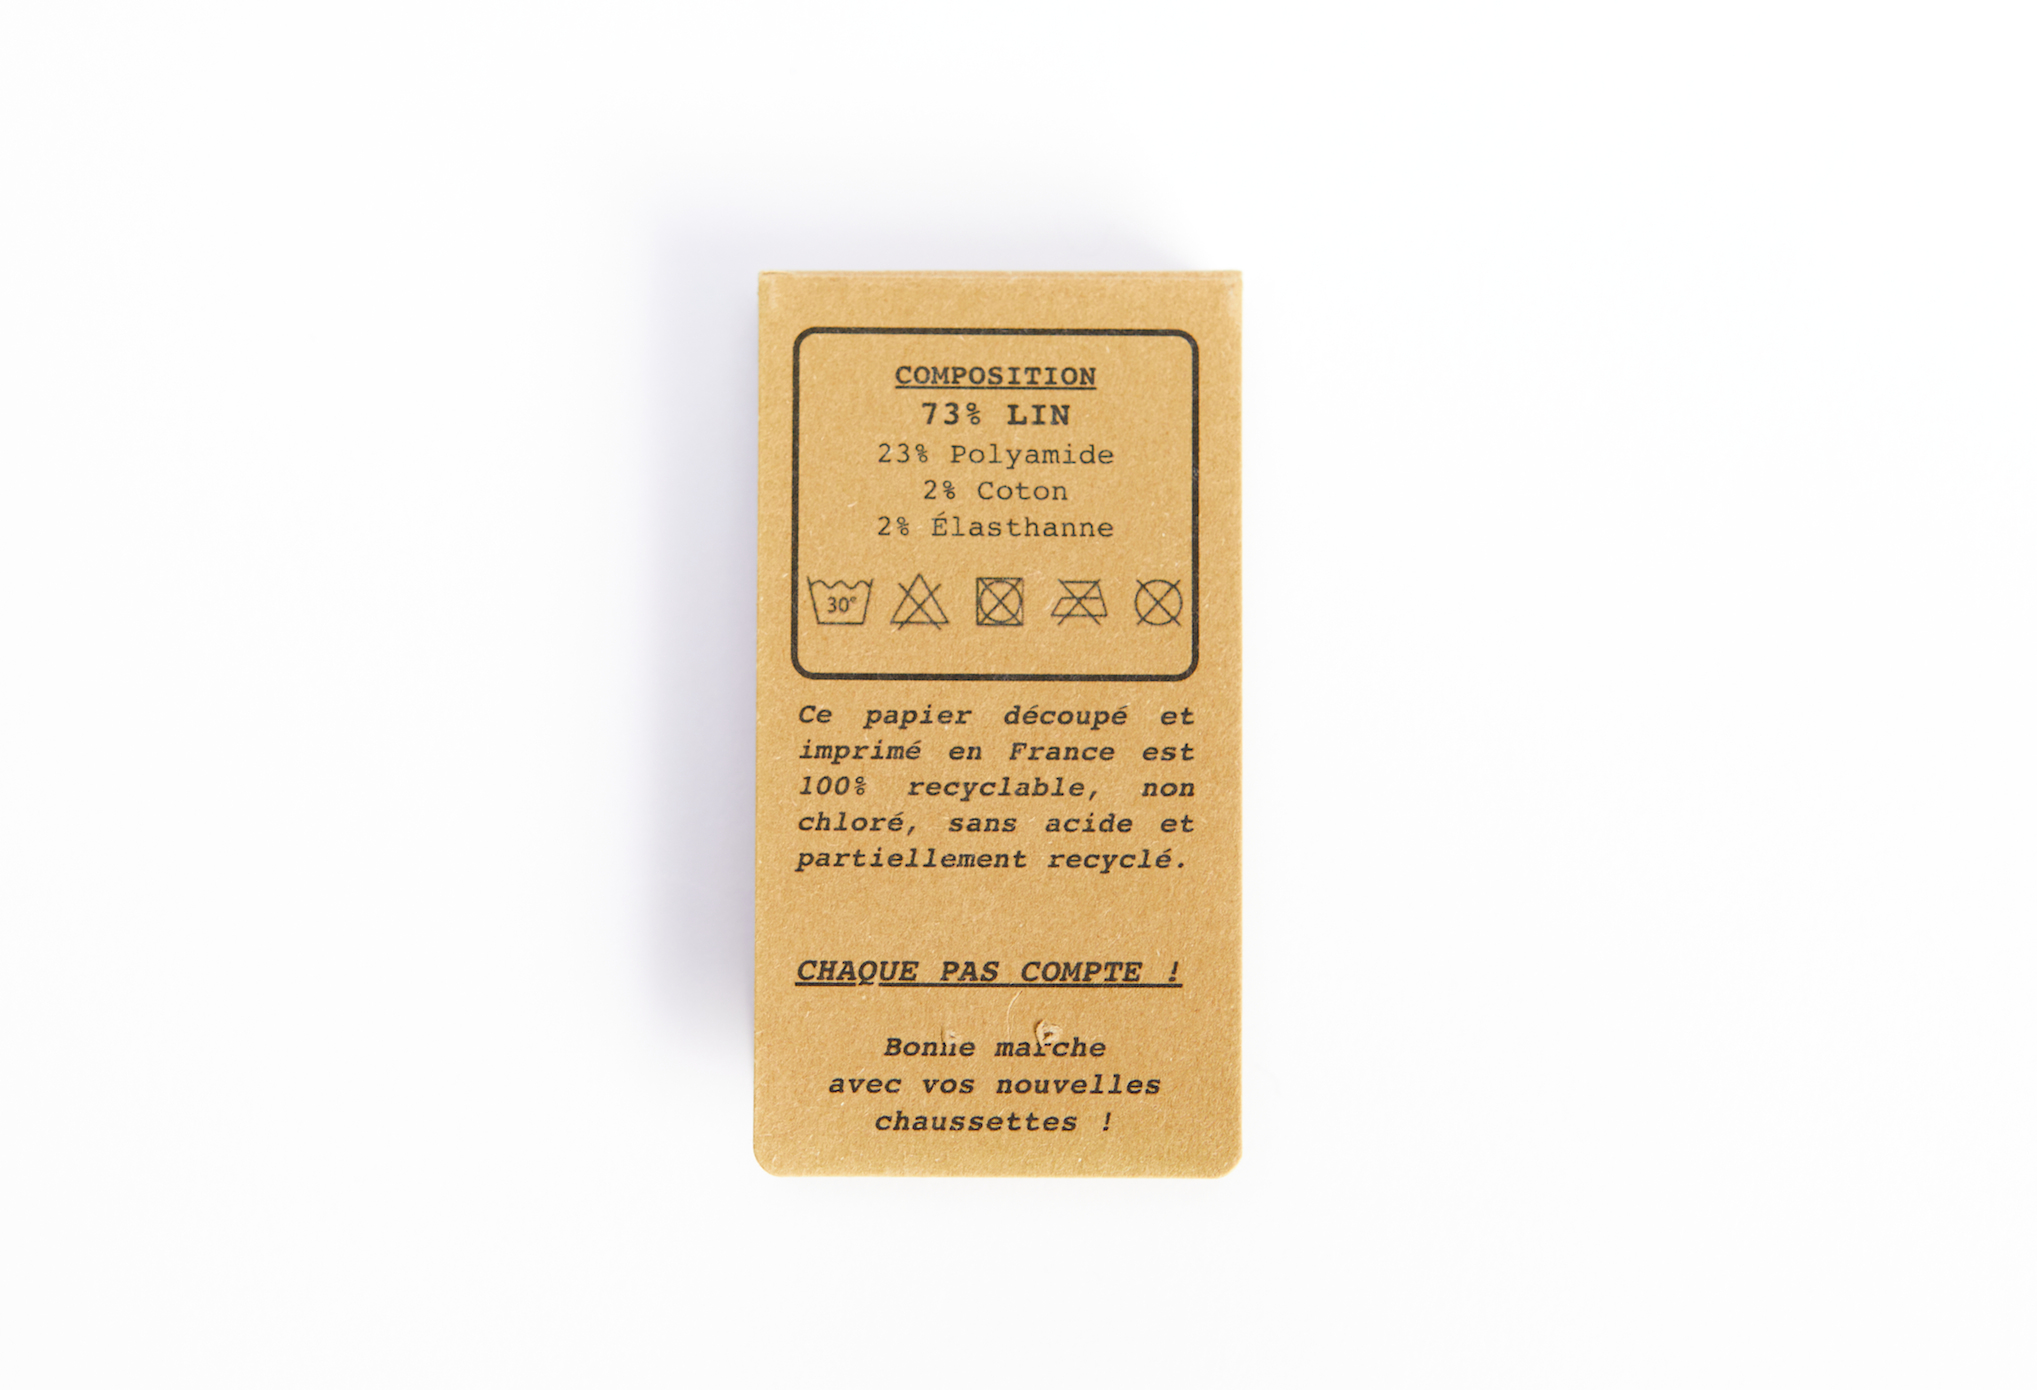 COMPOSITION
73% LIN
23% Polyamide
2% Coton
2% Élasthanne
30°
Ce papier découpé et
imprimé en France est
100% recyclable, non
chloré, sans acide et
partiellement recyclé.
CHAQUE PAS COMPTE !
Bonne marche
avec vos nouvelles
chaussettes !